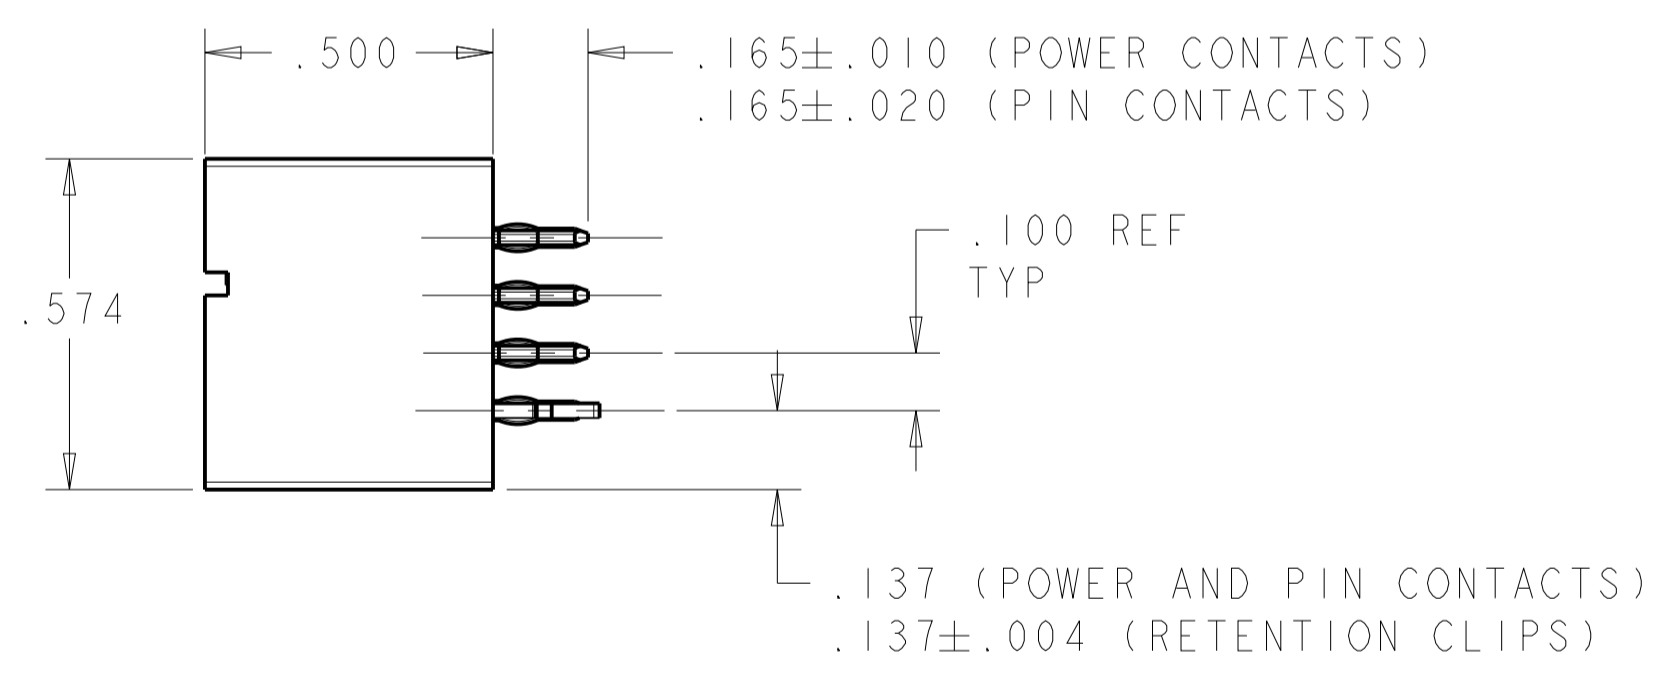 .500
.165±.010 (POWER CONTACTS)
.165±.020 (PIN CONTACTS)
.100 REF
TYP
.574
.137 (POWER AND PIN CONTACTS)
.137±.004 (RETENTION CLIPS)